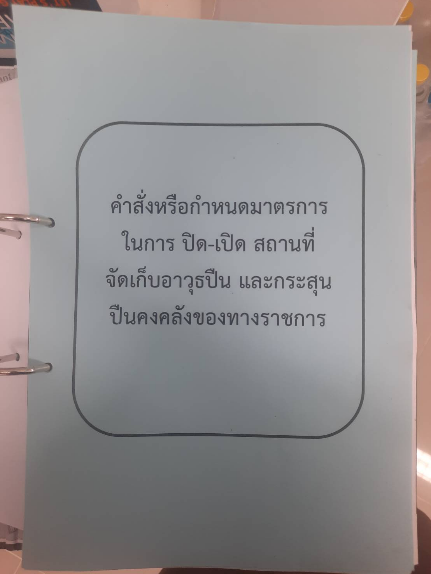 คำสั่งหรือกำหนดมาตรการ
ในการ ปิด-เปิด สถานที่
จัดเก็บอาวุธปืน และกระสุน
ปืนคงคลังของทางราชการ